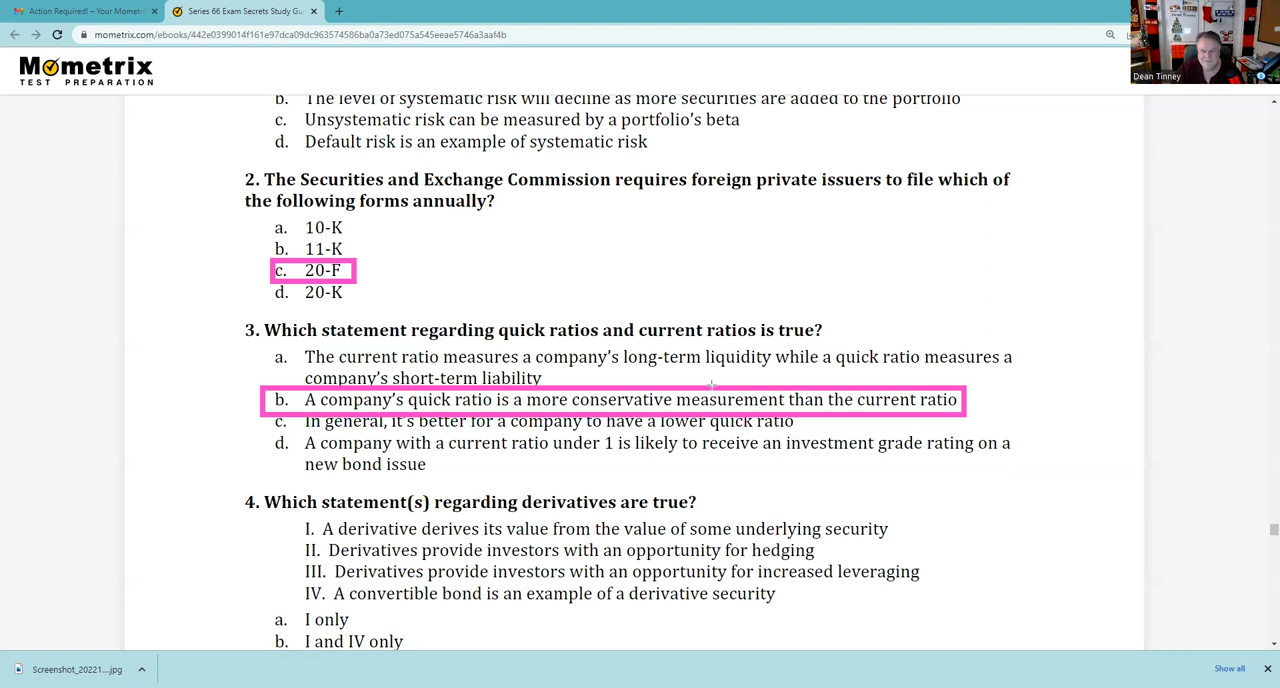 Action Required! – Your Mometri
Series 66 Exam Secrets Study Gu
mometrix.com/ebooks/442e0399014f161e97dca09dc963574586ba0a73ed075a545eeae5746a3aaf4b
Mometrix
TEST PREPARATION
Dean Tinney
b. The level of systematic risk will decline as more securities are added to the portfolio
c. Unsystematic risk can be measured by a portfolio's beta
d. Default risk is an example of systematic risk
2. The Securities and Exchange Commission requires foreign private issuers to file which of
the following forms annually?
a. 10-K
b. 11-K
c. 20-F
d. 20-K
3. Which statement regarding quick ratios and current ratios is true?
a. The current ratio measures a company's long-term liquidity while a quick ratio measures a
company's short-term liability
b. A company's quick ratio is a more conservative measurement than the current ratio
c. In general, it's better for a company to have a lower quick ratio
d. A company with a current ratio under 1 is likely to receive an investment grade rating on a
new bond issue
4. Which statement(s) regarding derivatives are true?
I. A derivative derives its value from the value of some underlying security
II. Derivatives provide investors with an opportunity for hedging
III. Derivatives provide investors with an opportunity for increased leveraging
IV. A convertible bond is an example of a derivative security
a. I only
b. I and IV only
Screenshot_20221....jpg
Show all